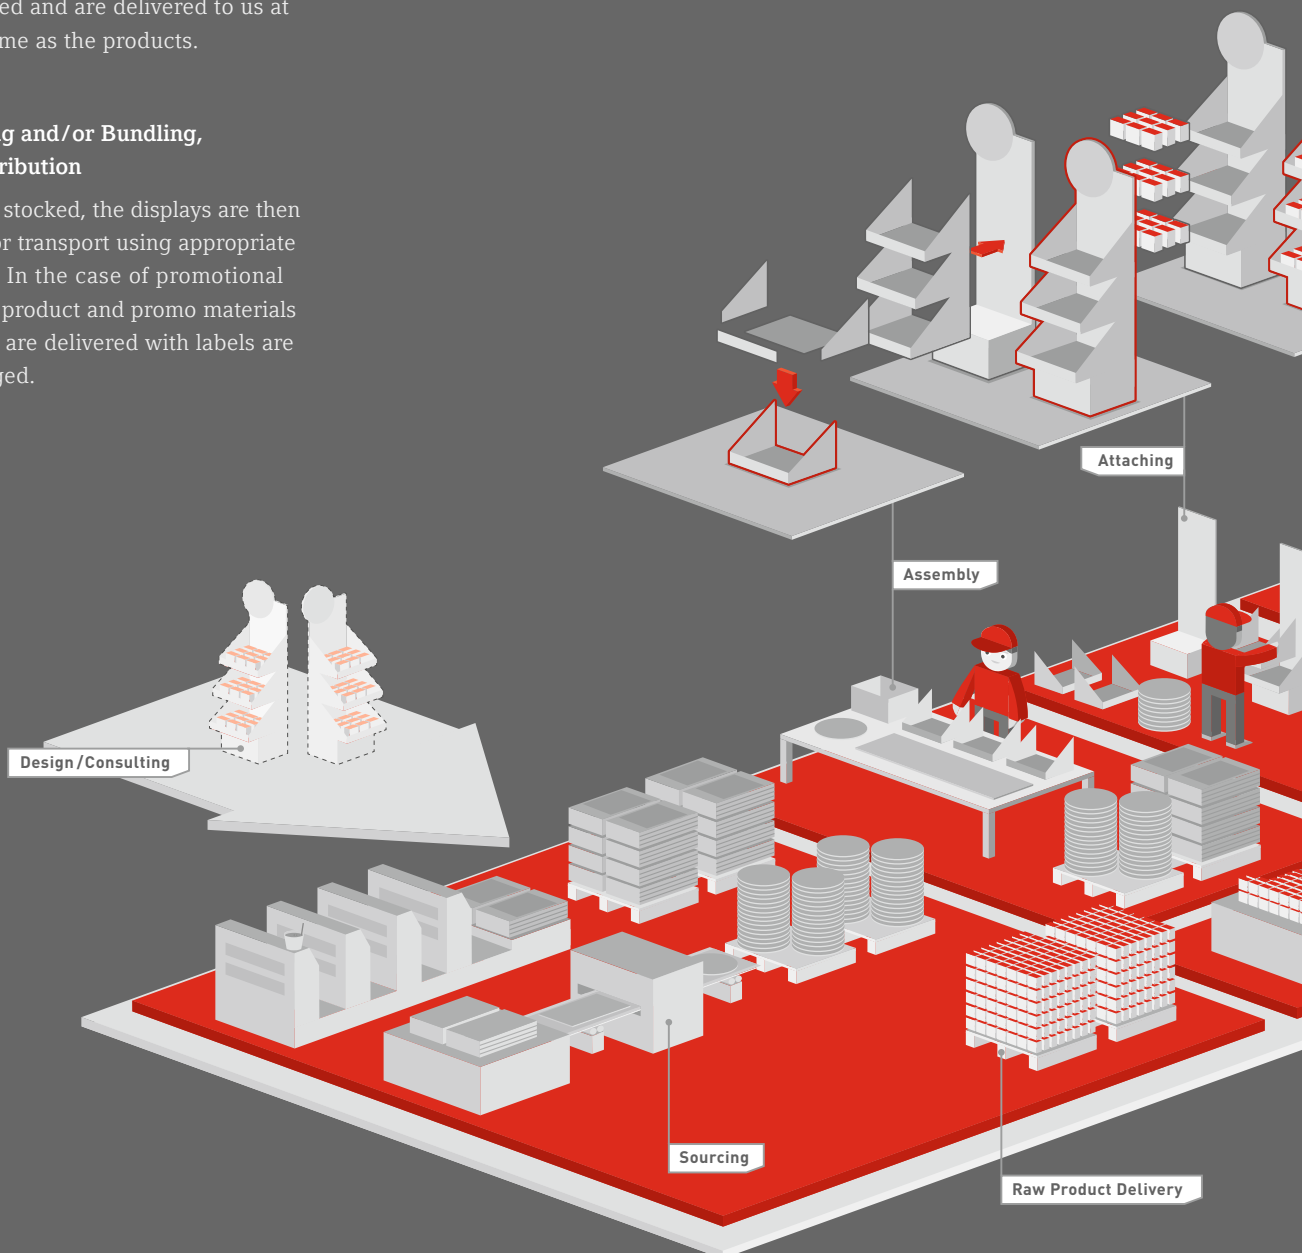 ed and are delivered to us at
me as the products.
g and/or Bundling,
ribution
stocked, the displays are then
or transport using appropriate
In the case of promotional
product and promo materials
are delivered with labels are
ged.
Attaching
Assembly
Design/Consulting
Sourcing
Raw Product Delivery